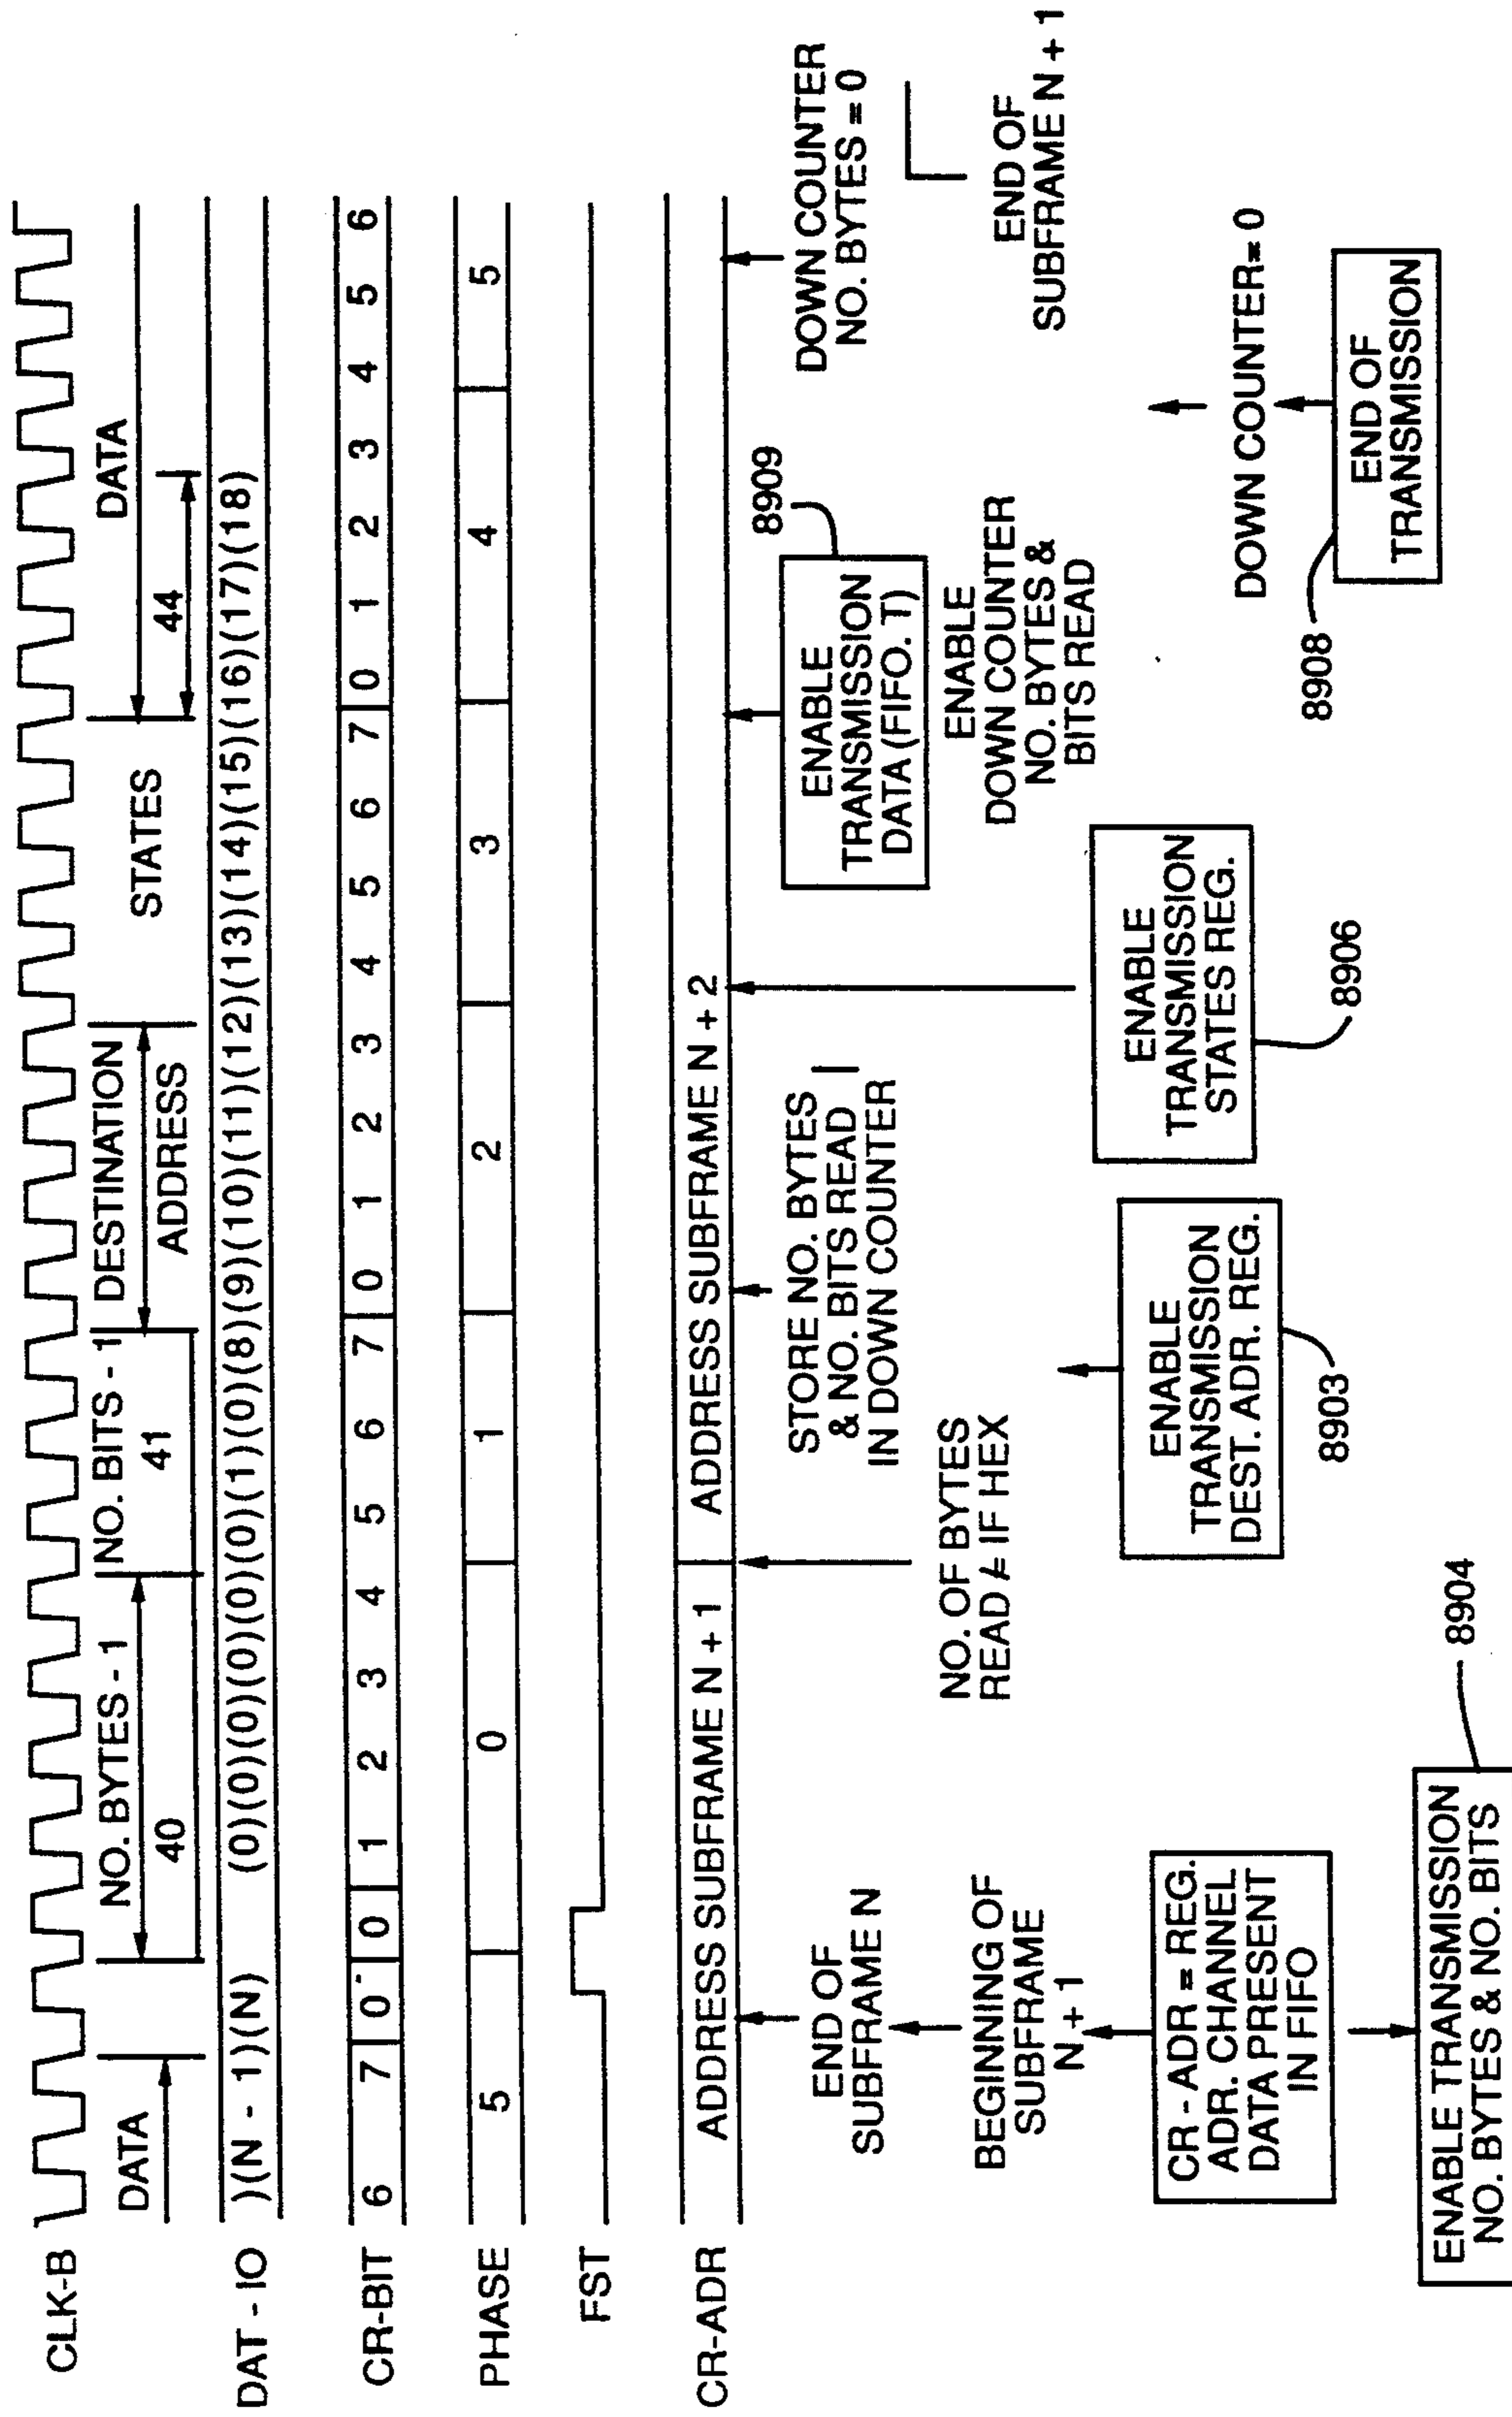 CLK-B
DATA
NO. BYTES - 1
40
NO. BITS - 1
41
DESTINATION
ADDRESS
STATES
DATA
44
DAT - IO
)(N - 1)(N)
(0)(0)(0)(0)(0)(0)(0)(1)(0)(8)(9)(10)(11)(12)(13)(14)(15)(16)(17)(18)
CR-BIT
6 7 0 0 1 2 3 4 5 6 7 0 1 2 3 4 5 6 7 0 1 2 3 4 5 6
PHASE
5 0 1 2 3 4 5
FST
CR-ADR
ADDRESS SUBFRAME N + 1
ADDRESS SUBFRAME N + 2
END OF
SUBFRAME N
BEGINNING OF
SUBFRAME
N + 1
CR - ADR = REG.
ADR. CHANNEL
DATA PRESENT
IN FIFO
ENABLE TRANSMISSION
NO. BYTES & NO. BITS
8904
NO. OF BYTES
READ ≠ IF HEX
STORE NO. BYTES
& NO. BITS READ
IN DOWN COUNTER
ENABLE
TRANSMISSION
DEST. ADR. REG.
8903
ENABLE
TRANSMISSION
STATES REG.
8906
ENABLE
TRANSMISSION
DATA (FIFO. T)
8909
ENABLE
DOWN COUNTER
NO. BYTES &
BITS READ
DOWN COUNTER
NO. BYTES = 0
END OF
SUBFRAME N + 1
DOWN COUNTER= 0
END OF
TRANSMISSION
8908